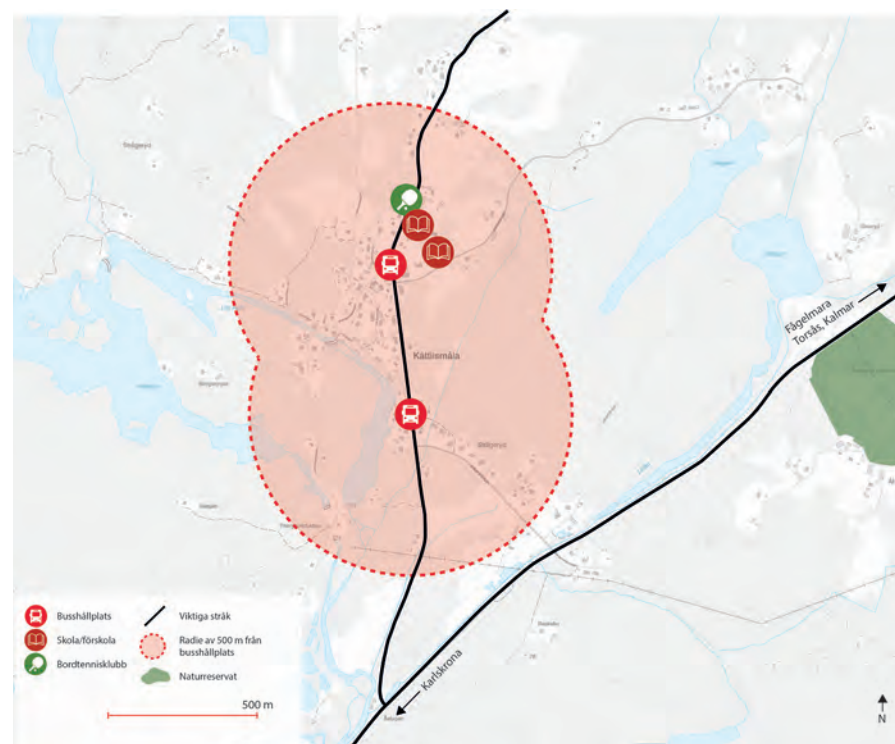 Fågelmara
Torsås, Kalmar
Kättilsmåla
Karlskrona
Busshållplats
Skola/förskola
Bordtennisklubb
Viktiga stråk
Radie av 500 m från
busshållplats
Naturreservat
500 m
N